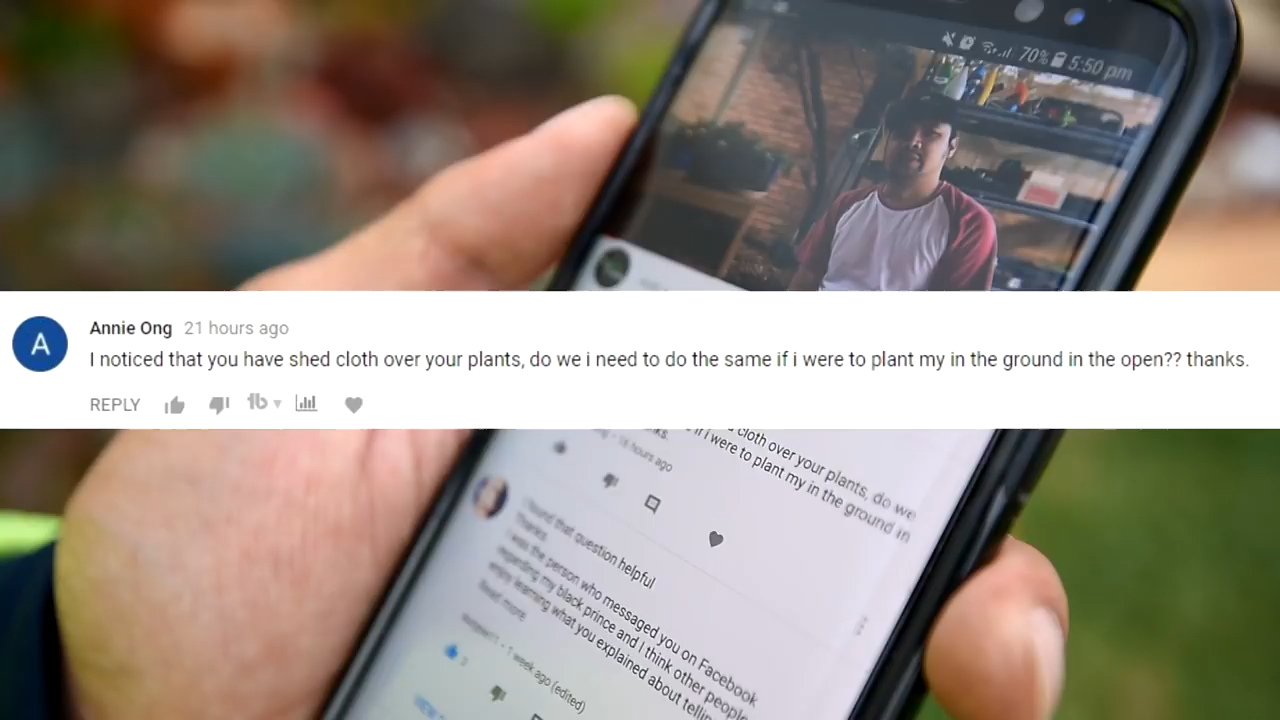 70% 5:50 pm
A
Annie Ong 21 hours ago
I noticed that you have shed cloth over your plants, do we i need to do the same if i were to plant my in the ground in the open?? thanks.
REPLY
cloth over your plants, do we
if i were to plant my in the ground in
hours ago
I found that question helpful
Thanks
I was the person who messaged you on Facebook
regarding my black prince and I think other people
enjoy learning what you explained about tellin
Read more
1 week ago (edited)